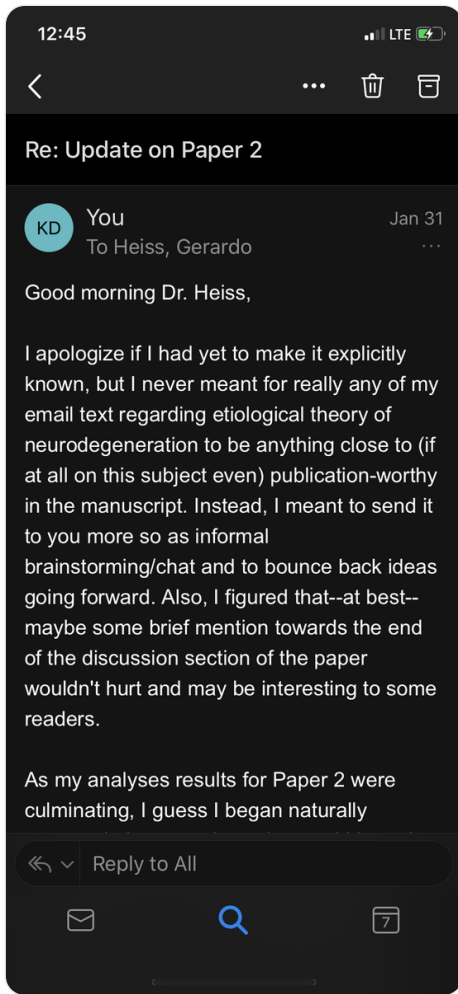 12:45
LTE
Re: Update on Paper 2
KD
You
Jan 31
To Heiss, Gerardo
Good morning Dr. Heiss,
I apologize if I had yet to make it explicitly
known, but I never meant for really any of my
email text regarding etiological theory of
neurodegeneration to be anything close to (if
at all on this subject even) publication-worthy
in the manuscript. Instead, I meant to send it
to you more so as informal
brainstorming/chat and to bounce back ideas
going forward. Also, I figured that--at best--
maybe some brief mention towards the end
of the discussion section of the paper
wouldn't hurt and may be interesting to some
readers.
As my analyses results for Paper 2 were
culminating, I guess I began naturally
Reply to All
7